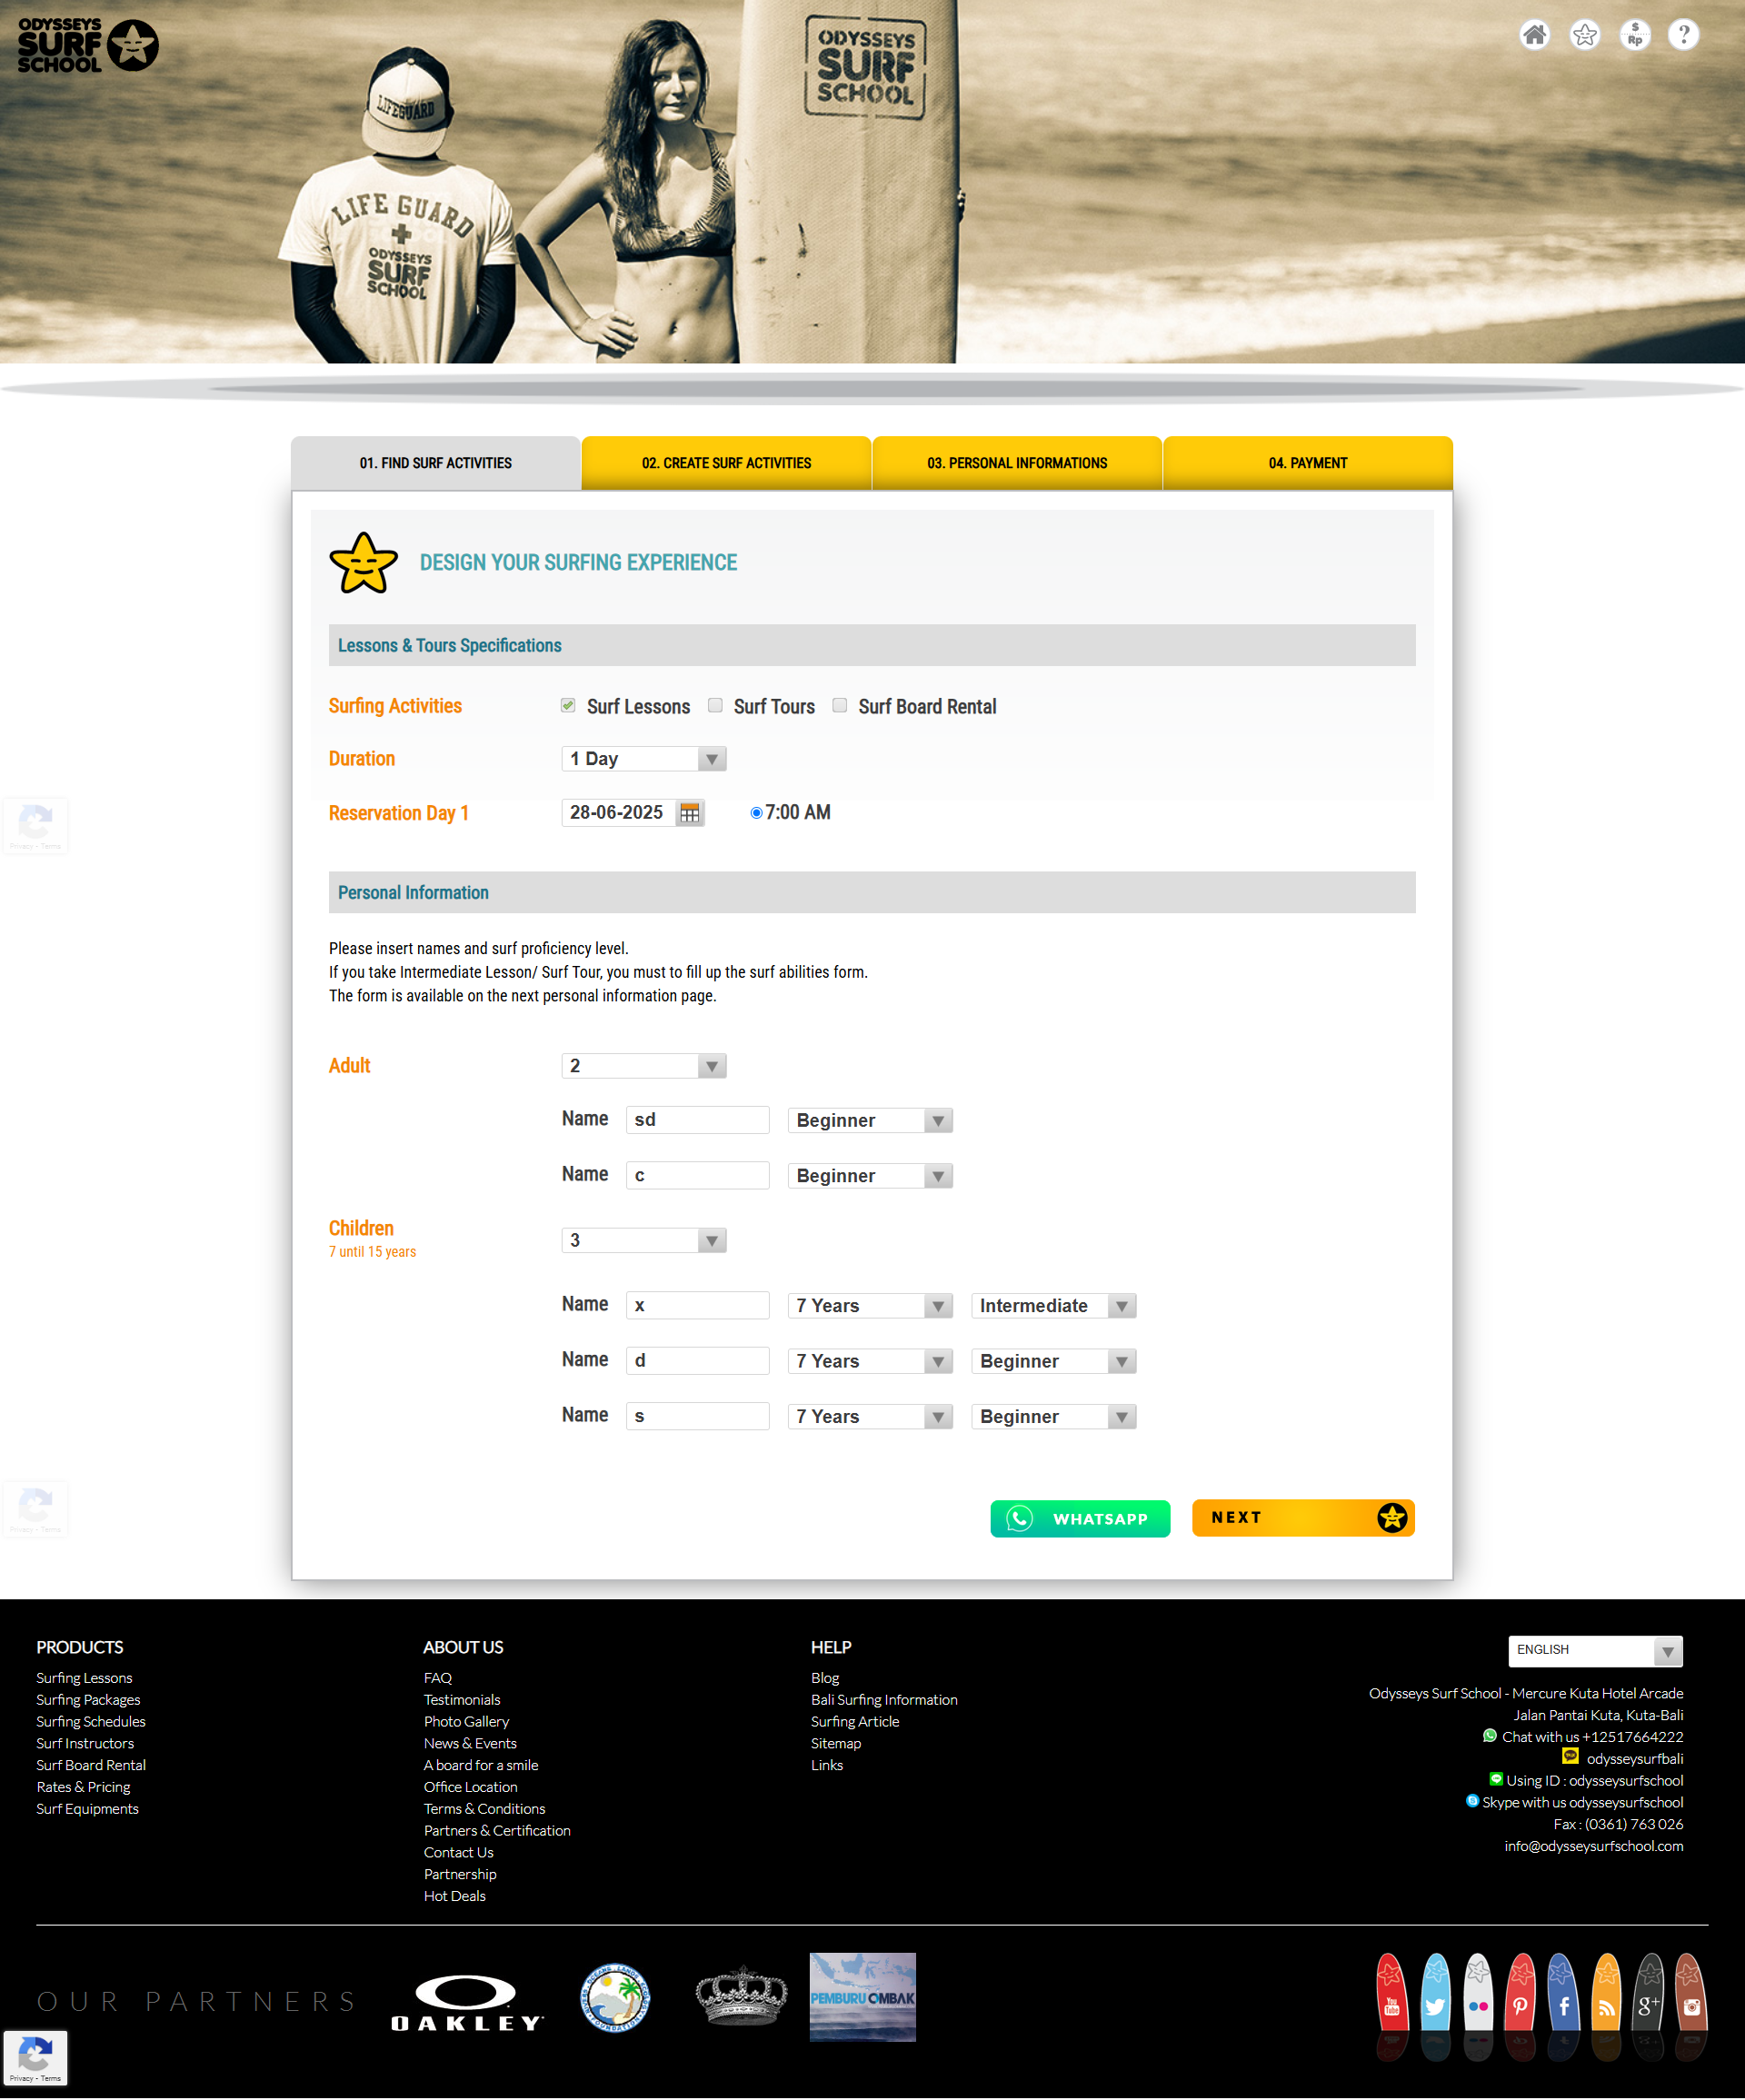 ODYSSEYS
SURF
SCHOOL
LIFEGUARD
LIFE GUARD
ODYSSEYS
SURF
SCHOOL
ODYSSEYS
SURF
SCHOOL
$
Rp
?
01. FIND SURF ACTIVITIES
02. CREATE SURF ACTIVITIES
03. PERSONAL INFORMATIONS
04. PAYMENT
DESIGN YOUR SURFING EXPERIENCE
Lessons & Tours Specifications
Surfing Activities
Surf Lessons
Surf Tours
Surf Board Rental
Duration
1 Day
Reservation Day 1
28-06-2025
7:00 AM
Privacy - Terms
Personal Information
Please insert names and surf proficiency level.
If you take Intermediate Lesson/ Surf Tour, you must to fill up the surf abilities form.
The form is available on the next personal information page.
Adult
2
Name
sd
Beginner
Name
c
Beginner
Children
7 until 15 years
3
Name
x
7 Years
Intermediate
Name
d
7 Years
Beginner
Name
s
7 Years
Beginner
Privacy - Terms
WHATSAPP
NEXT
PRODUCTS
Surfing Lessons
Surfing Packages
Surfing Schedules
Surf Instructors
Surf Board Rental
Rates & Pricing
Surf Equipments
ABOUT US
FAQ
Testimonials
Photo Gallery
News & Events
A board for a smile
Office Location
Terms & Conditions
Partners & Certification
Contact Us
Partnership
Hot Deals
HELP
Blog
Bali Surfing Information
Surfing Article
Sitemap
Links
ENGLISH
Odysseys Surf School - Mercure Kuta Hotel Arcade
Jalan Pantai Kuta, Kuta-Bali
Chat with us +12517664222
odysseysurfbali
Using ID : odysseysurfschool
Skype with us odysseysurfschool
Fax : (0361) 763 026
info@odysseysurfschool.com
OUR PARTNERS
OAKLEY
PEMBURU OMBAK
You
Tube
g+
Privacy - Terms